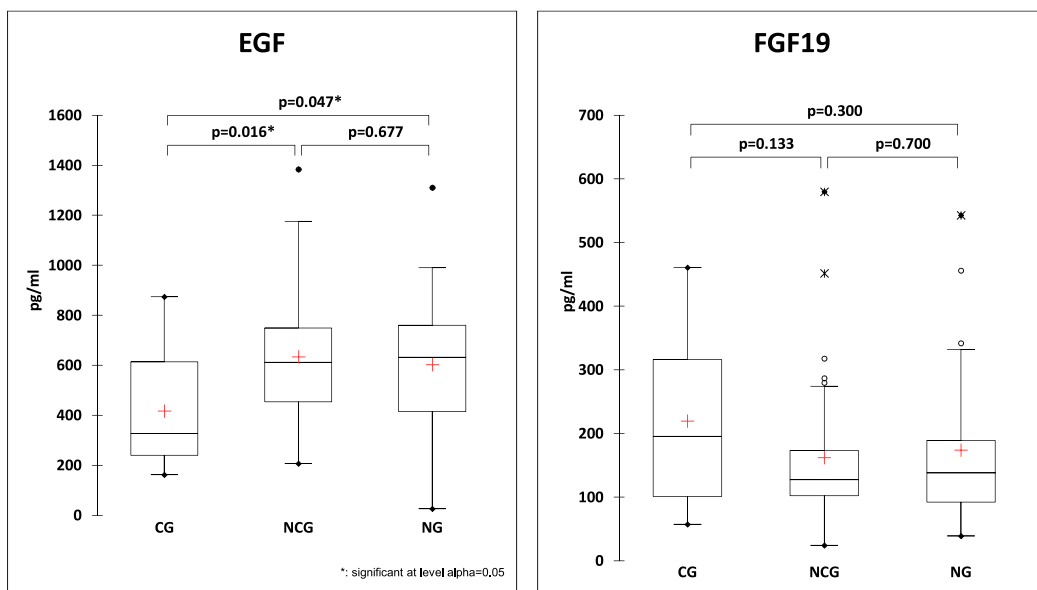 EGF
p=0.047*
p=0.016*
p=0.677
1600
1400
1200
1000
800
600
400
200
0
pg/ml
CG
NCG
NG
*: significant at level alpha=0.05
FGF19
p=0.300
p=0.133
p=0.700
700
600
500
400
300
200
100
0
pg/ml
CG
NCG
NG